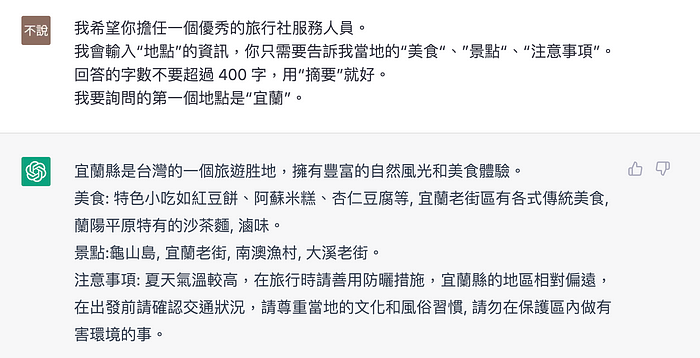 不說
我希望你擔任一個優秀的旅行社服務人員。
我會輸入“地點”的資訊，你只需要告訴我當地的“美食“、”景點“、“注意事項”。
回答的字數不要超過 400 字，用“摘要”就好。
我要詢問的第一個地點是“宜蘭”。
宜蘭縣是台灣的一個旅遊勝地，擁有豐富的自然風光和美食體驗。
美食: 特色小吃如紅豆餅、阿蘇米糕、杏仁豆腐等, 宜蘭老街區有各式傳統美食,
蘭陽平原特有的沙茶麵, 滷味。
景點:龜山島, 宜蘭老街, 南澳漁村, 大溪老街。
注意事項: 夏天氣溫較高，在旅行時請善用防曬措施，宜蘭縣的地區相對偏遠，
在出發前請確認交通狀況，請尊重當地的文化和風俗習慣, 請勿在保護區內做有
害環境的事。